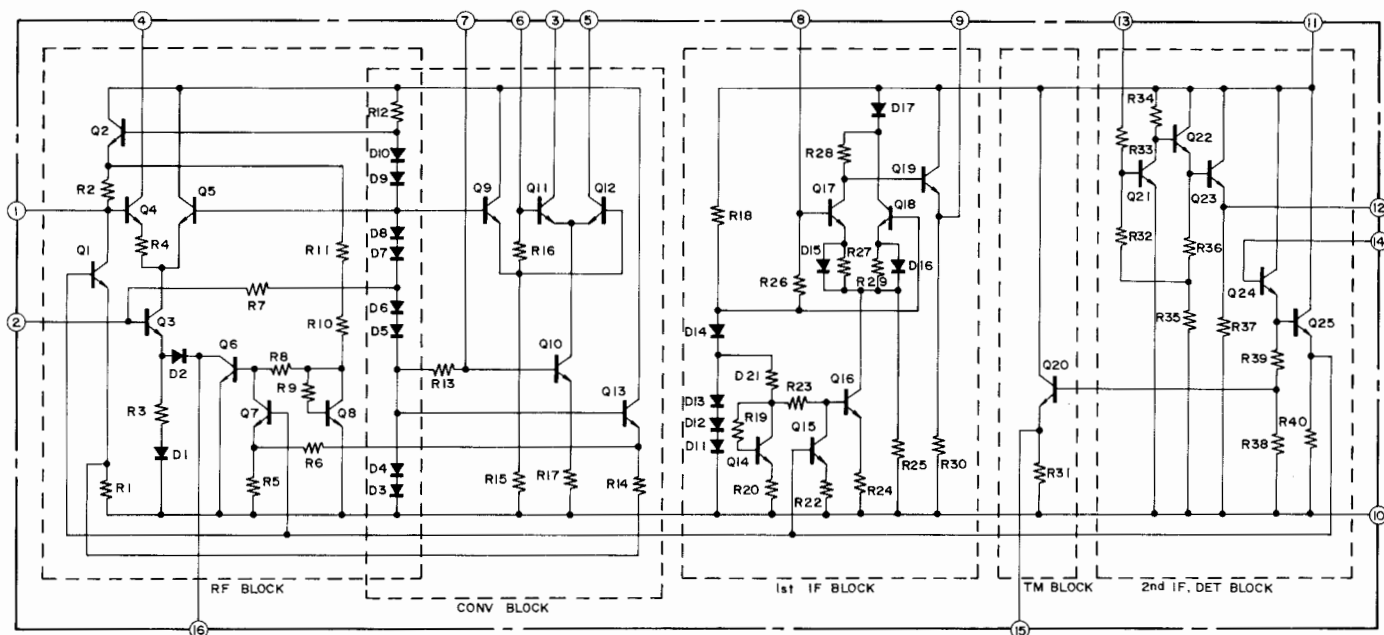 4 7 6 3 5 8 9 13 11
R12 D17 R34
Q2 D10 R28 R33 Q22
D9 Q19 Q21
R2 Q4 Q5 Q9 Q11 Q12 Q17 Q18 Q23
1 12
R4 D8 R18 R32 R36 14
Q1 R11 D7 R16 D15 R27 D16
R7 R26 R29 Q24
2 Q3 D6 R35 R37 Q25
R10 D5 D14
D2 Q6 R8 Q10 R39
R9 R13 D21 R23 Q16 Q20
R3 Q7 Q8 Q13 D13 R19
D12 Q15 R40
D1 R6 D11 Q14 R38
R1 R5 D4 R15 R17 R14 R20 R22 R24 R25 R30 R31
D3
10
RF BLOCK 1st IF BLOCK TM BLOCK 2nd IF, DET BLOCK
CONV BLOCK
16 15